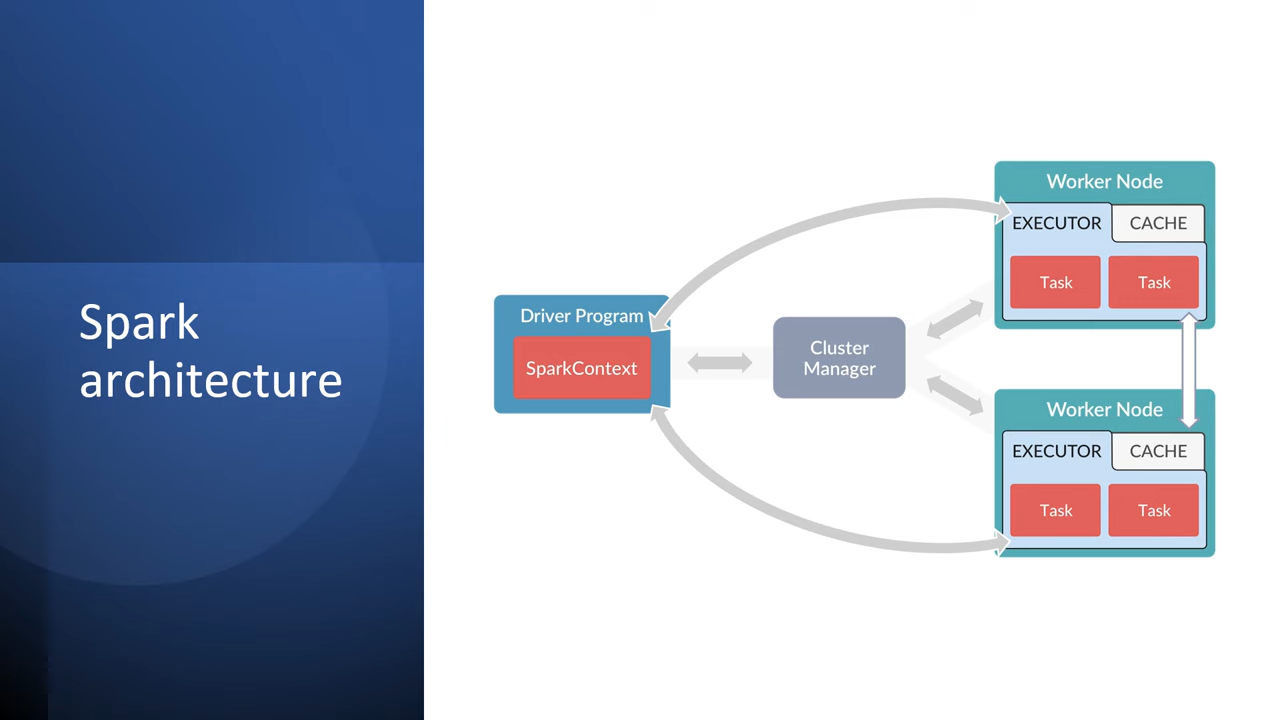 Spark
architecture
Driver Program
SparkContext
Cluster
Manager
Worker Node
EXECUTOR
CACHE
Task
Task
Worker Node
EXECUTOR
CACHE
Task
Task